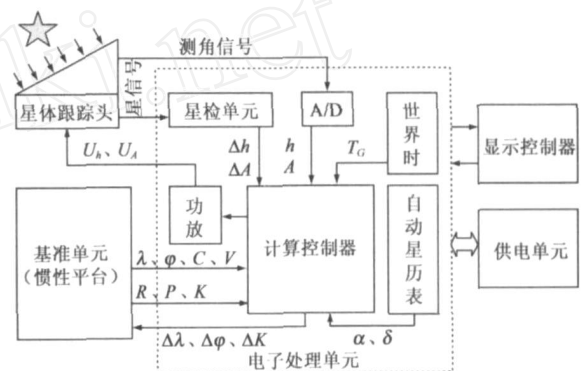 测角信号
星信号
星体跟踪头
星检单元
A/D
世界时
显示控制器
Δh
ΔA
h
A
T_G
U_h、U_A
功放
计算控制器
自动星历表
供电单元
基准单元
(惯性平台)
λ、φ、C、V
R、P、K
Δλ、Δφ、ΔK
α、δ
电子处理单元